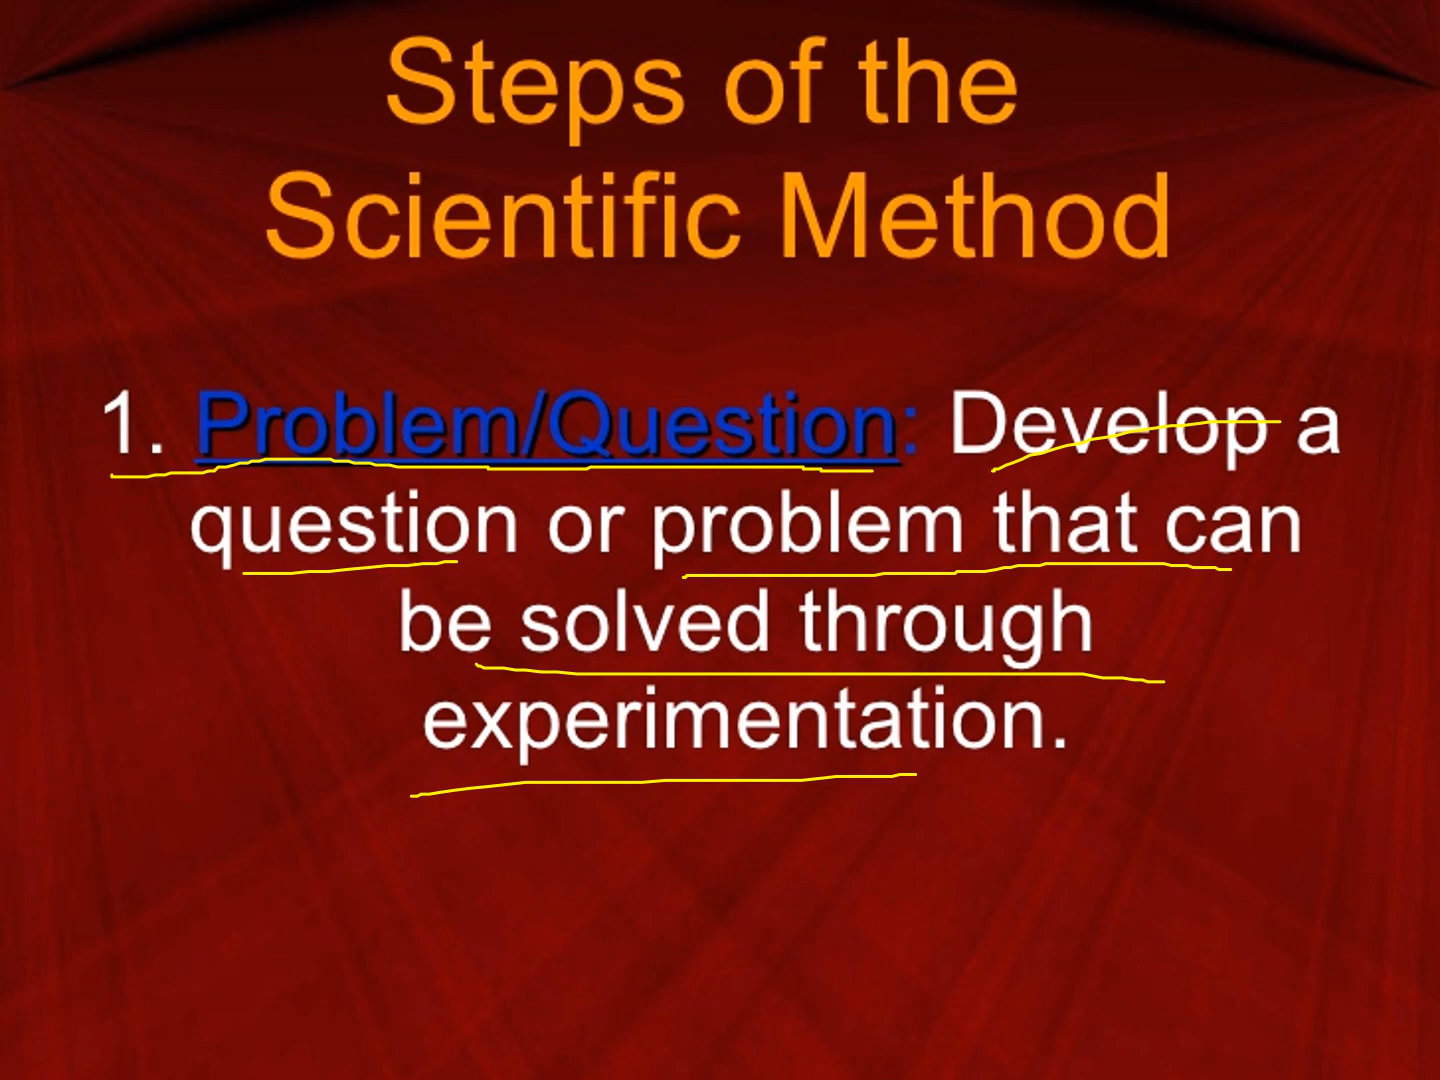 Steps of the
Scientific Method
1. Problem/Question: Develop a
question or problem that can
be solved through
experimentation.